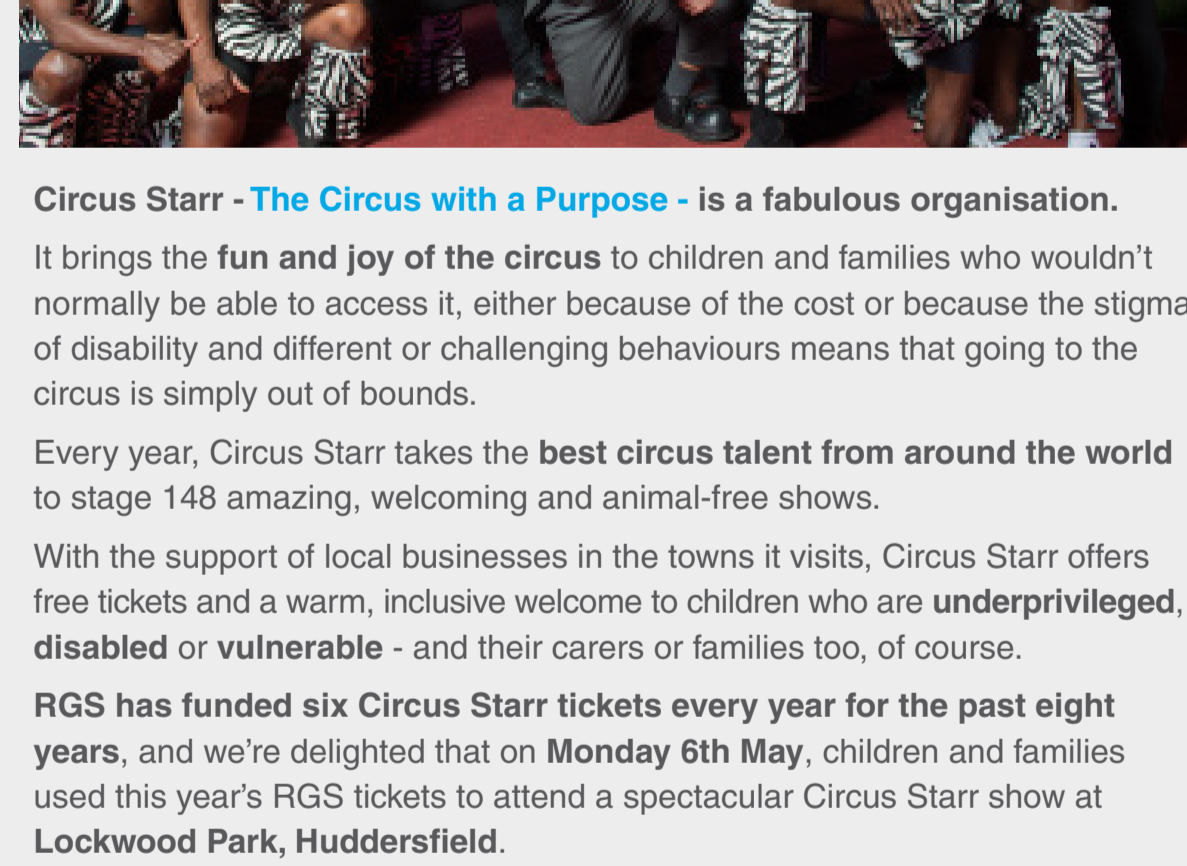 Circus Starr - The Circus with a Purpose - is a fabulous organisation.
It brings the fun and joy of the circus to children and families who wouldn’t
normally be able to access it, either because of the cost or because the stigma
of disability and different or challenging behaviours means that going to the
circus is simply out of bounds.
Every year, Circus Starr takes the best circus talent from around the world
to stage 148 amazing, welcoming and animal-free shows.
With the support of local businesses in the towns it visits, Circus Starr offers
free tickets and a warm, inclusive welcome to children who are underprivileged,
disabled or vulnerable - and their carers or families too, of course.
RGS has funded six Circus Starr tickets every year for the past eight
years, and we’re delighted that on Monday 6th May, children and families
used this year’s RGS tickets to attend a spectacular Circus Starr show at
Lockwood Park, Huddersfield.